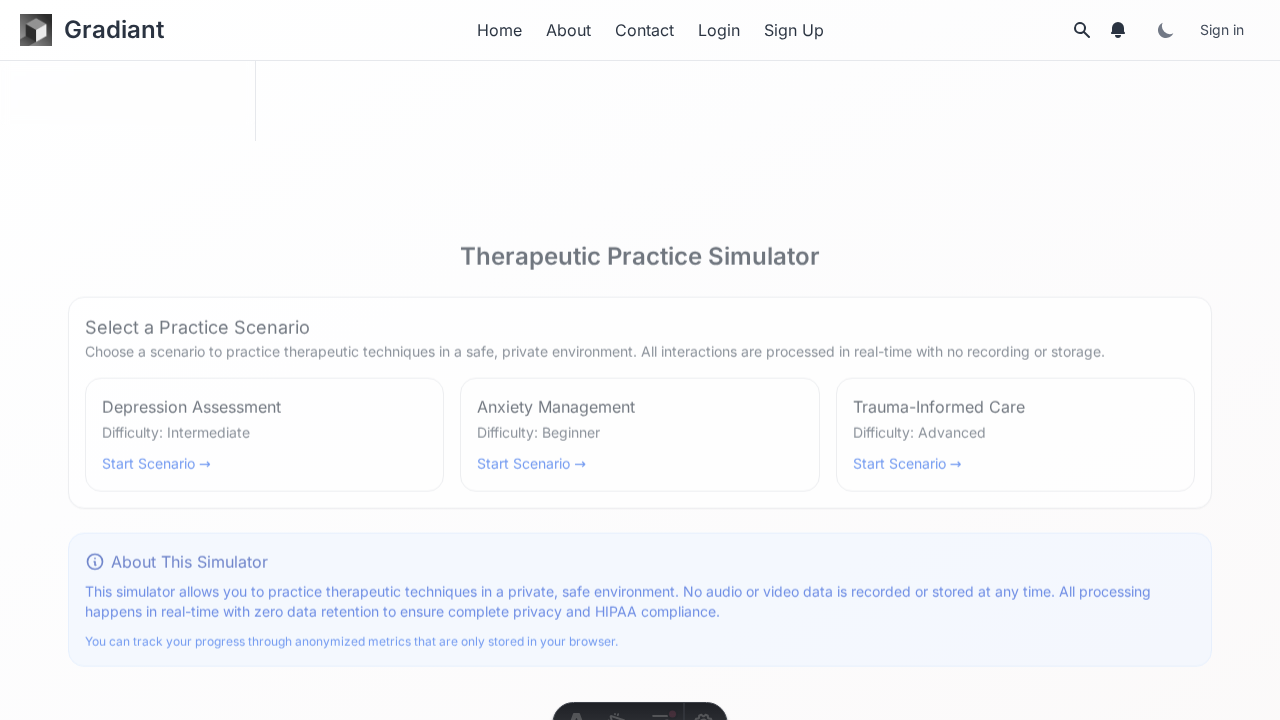 Gradiant
Home About Contact Login Sign Up
Sign in
Therapeutic Practice Simulator
Select a Practice Scenario
Choose a scenario to practice therapeutic techniques in a safe, private environment. All interactions are processed in real-time with no recording or storage.
Depression Assessment
Difficulty: Intermediate
Start Scenario →
Anxiety Management
Difficulty: Beginner
Start Scenario →
Trauma-Informed Care
Difficulty: Advanced
Start Scenario →
About This Simulator
This simulator allows you to practice therapeutic techniques in a private, safe environment. No audio or video data is recorded or stored at any time. All processing
happens in real-time with zero data retention to ensure complete privacy and HIPAA compliance.
You can track your progress through anonymized metrics that are only stored in your browser.